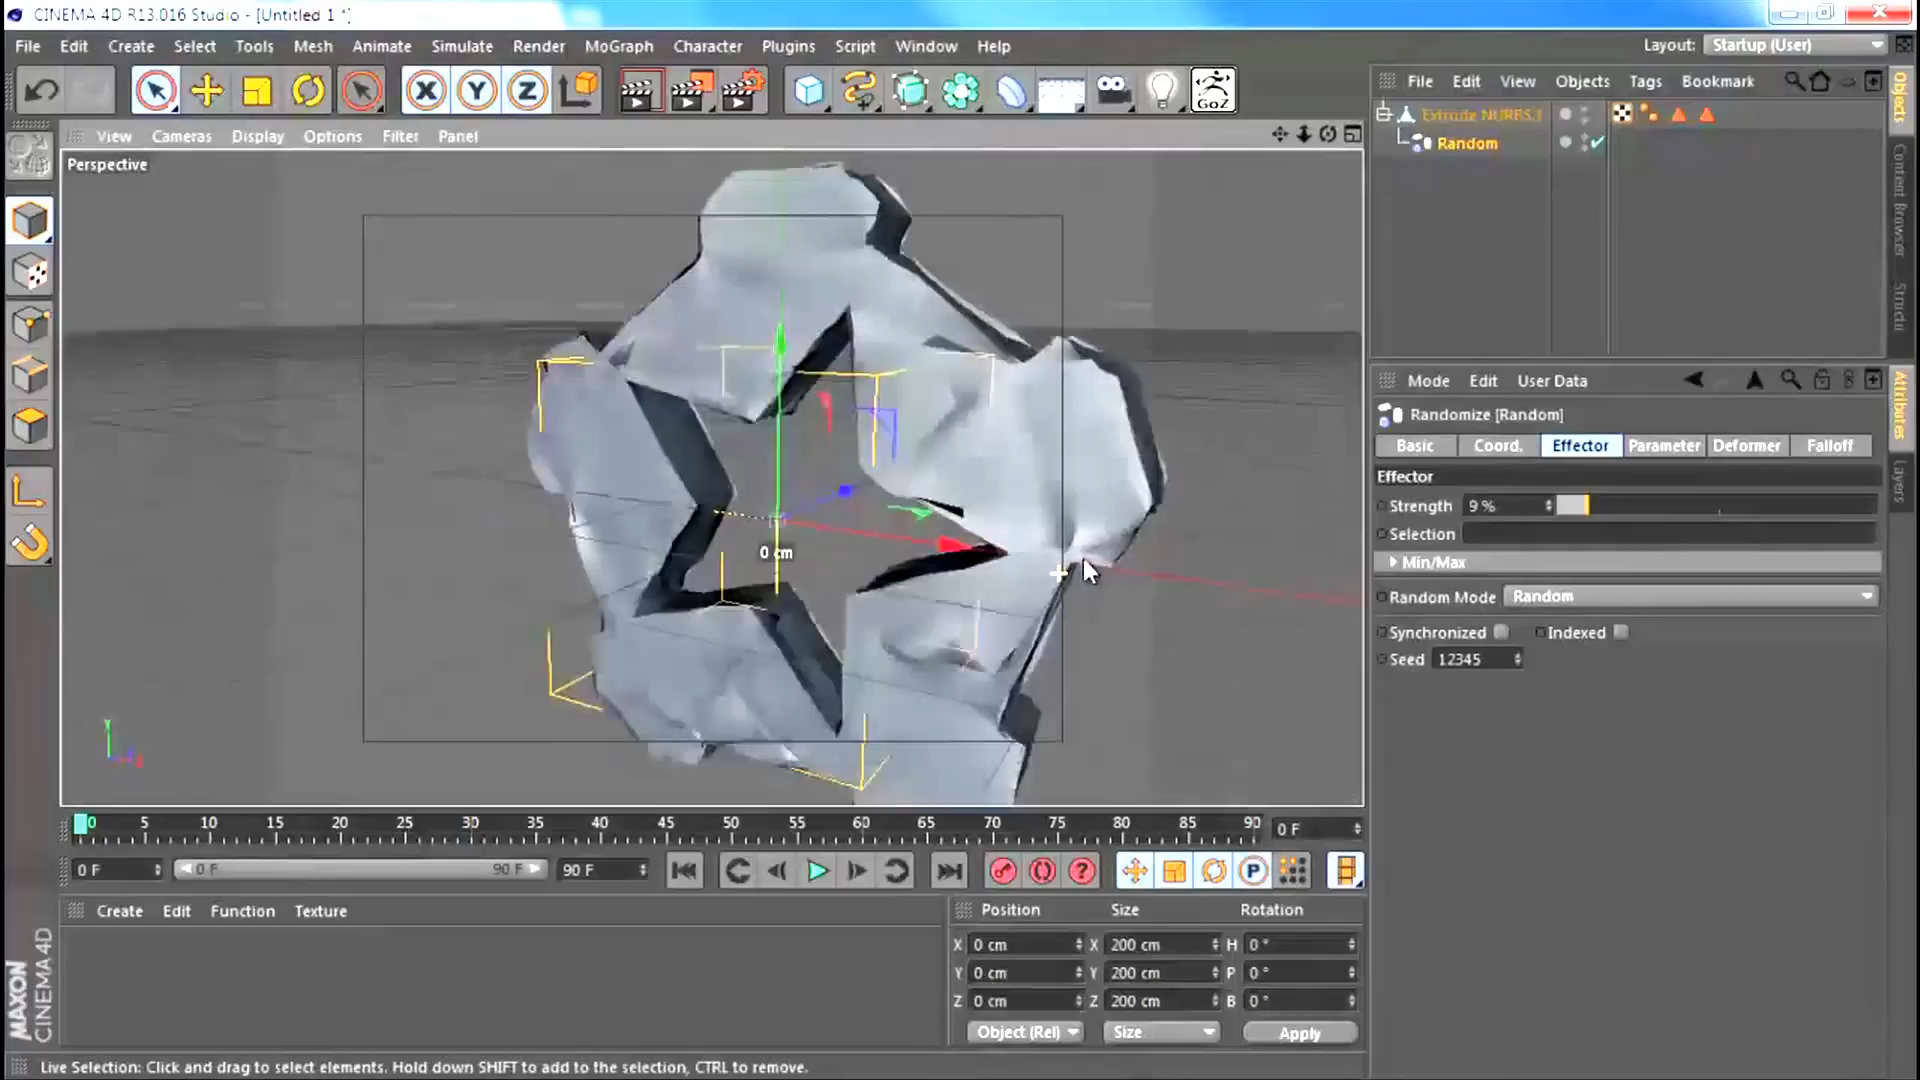 CINEMA 4D R13.016 Studio - [Untitled 1 *]
File Edit Create Select Tools Mesh Animate Simulate Render MoGraph Character Plugins Script Window Help
Layout: Startup (User)
X Y Z
GoZ
File Edit View Objects Tags Bookmark
Objects
Extrude NURBS.1
Random
Content Browser
View Cameras Display Options Filter Panel
Perspective
Mode Edit User Data
Attributes
Randomize [Random]
Basic Coord. Effector Parameter Deformer Falloff
Effector
Strength 9 %
Layers
Selection
Min/Max
0 cm
Random Mode Random
Synchronized Indexed
Seed 12345
0 5 10 15 20 25 30 35 40 45 50 55 60 65 70 75 80 85 90 0 F
0 F 0 F 90 F 90 F
P
Create Edit Function Texture
Position Size Rotation
X 0 cm X 200 cm H 0 °
Y 0 cm Y 200 cm P 0 °
Z 0 cm Z 200 cm B 0 °
Object (Rel) Size Apply
MAXON
CINEMA 4D
Live Selection: Click and drag to select elements. Hold down SHIFT to add to the selection, CTRL to remove.